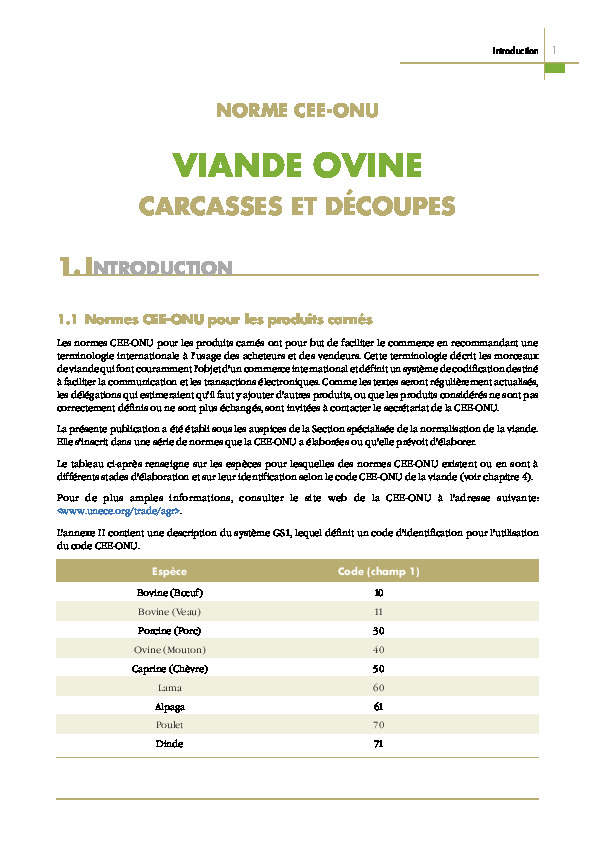 Introduction 1
NORME CEE-ONU
VIANDE OVINE
CARCASSES ET DÉCOUPES
1. INTRODUCTION
1.1 Normes CEE-ONU pour les produits carnés
Les normes CEE-ONU pour les produits carnés ont pour but de faciliter le commerce en recommandant une
terminologie internationale à l'usage des acheteurs et des vendeurs. Cette terminologie décrit les morceaux
de viande qui font couramment l'objet d'un commerce international et définit un système de codification destiné
à faciliter la communication et les transactions électroniques. Comme les textes seront régulièrement actualisés,
les délégations qui estimeraient qu'il faut y ajouter d'autres produits, ou que les produits considérés ne sont pas
correctement définis ou ne sont plus échangés, sont invitées à contacter le secrétariat de la CEE-ONU.
La présente publication a été établi sous les auspices de la Section spécialisée de la normalisation de la viande.
Elle s'inscrit dans une série de normes que la CEE-ONU a élaborées ou qu'elle prévoit d'élaborer.
Le tableau ci-après renseigne sur les espèces pour lesquelles des normes CEE-ONU existent ou en sont à
différents stades d'élaboration et sur leur identification selon le code CEE-ONU de la viande (voir chapitre 4).
Pour de plus amples informations, consulter le site web de la CEE-ONU à l'adresse suivante:
<www.unece.org/trade/agr>.
L'annexe II contient une description du système GS1, lequel définit un code d'identification pour l'utilisation
du code CEE-ONU.
Espèce Code (champ 1)
Bovine (Bœuf) 10
Bovine (Veau) 11
Porcine (Porc) 30
Ovine (Mouton) 40
Caprine (Chèvre) 50
Lama 60
Alpaga 61
Poulet 70
Dinde 71